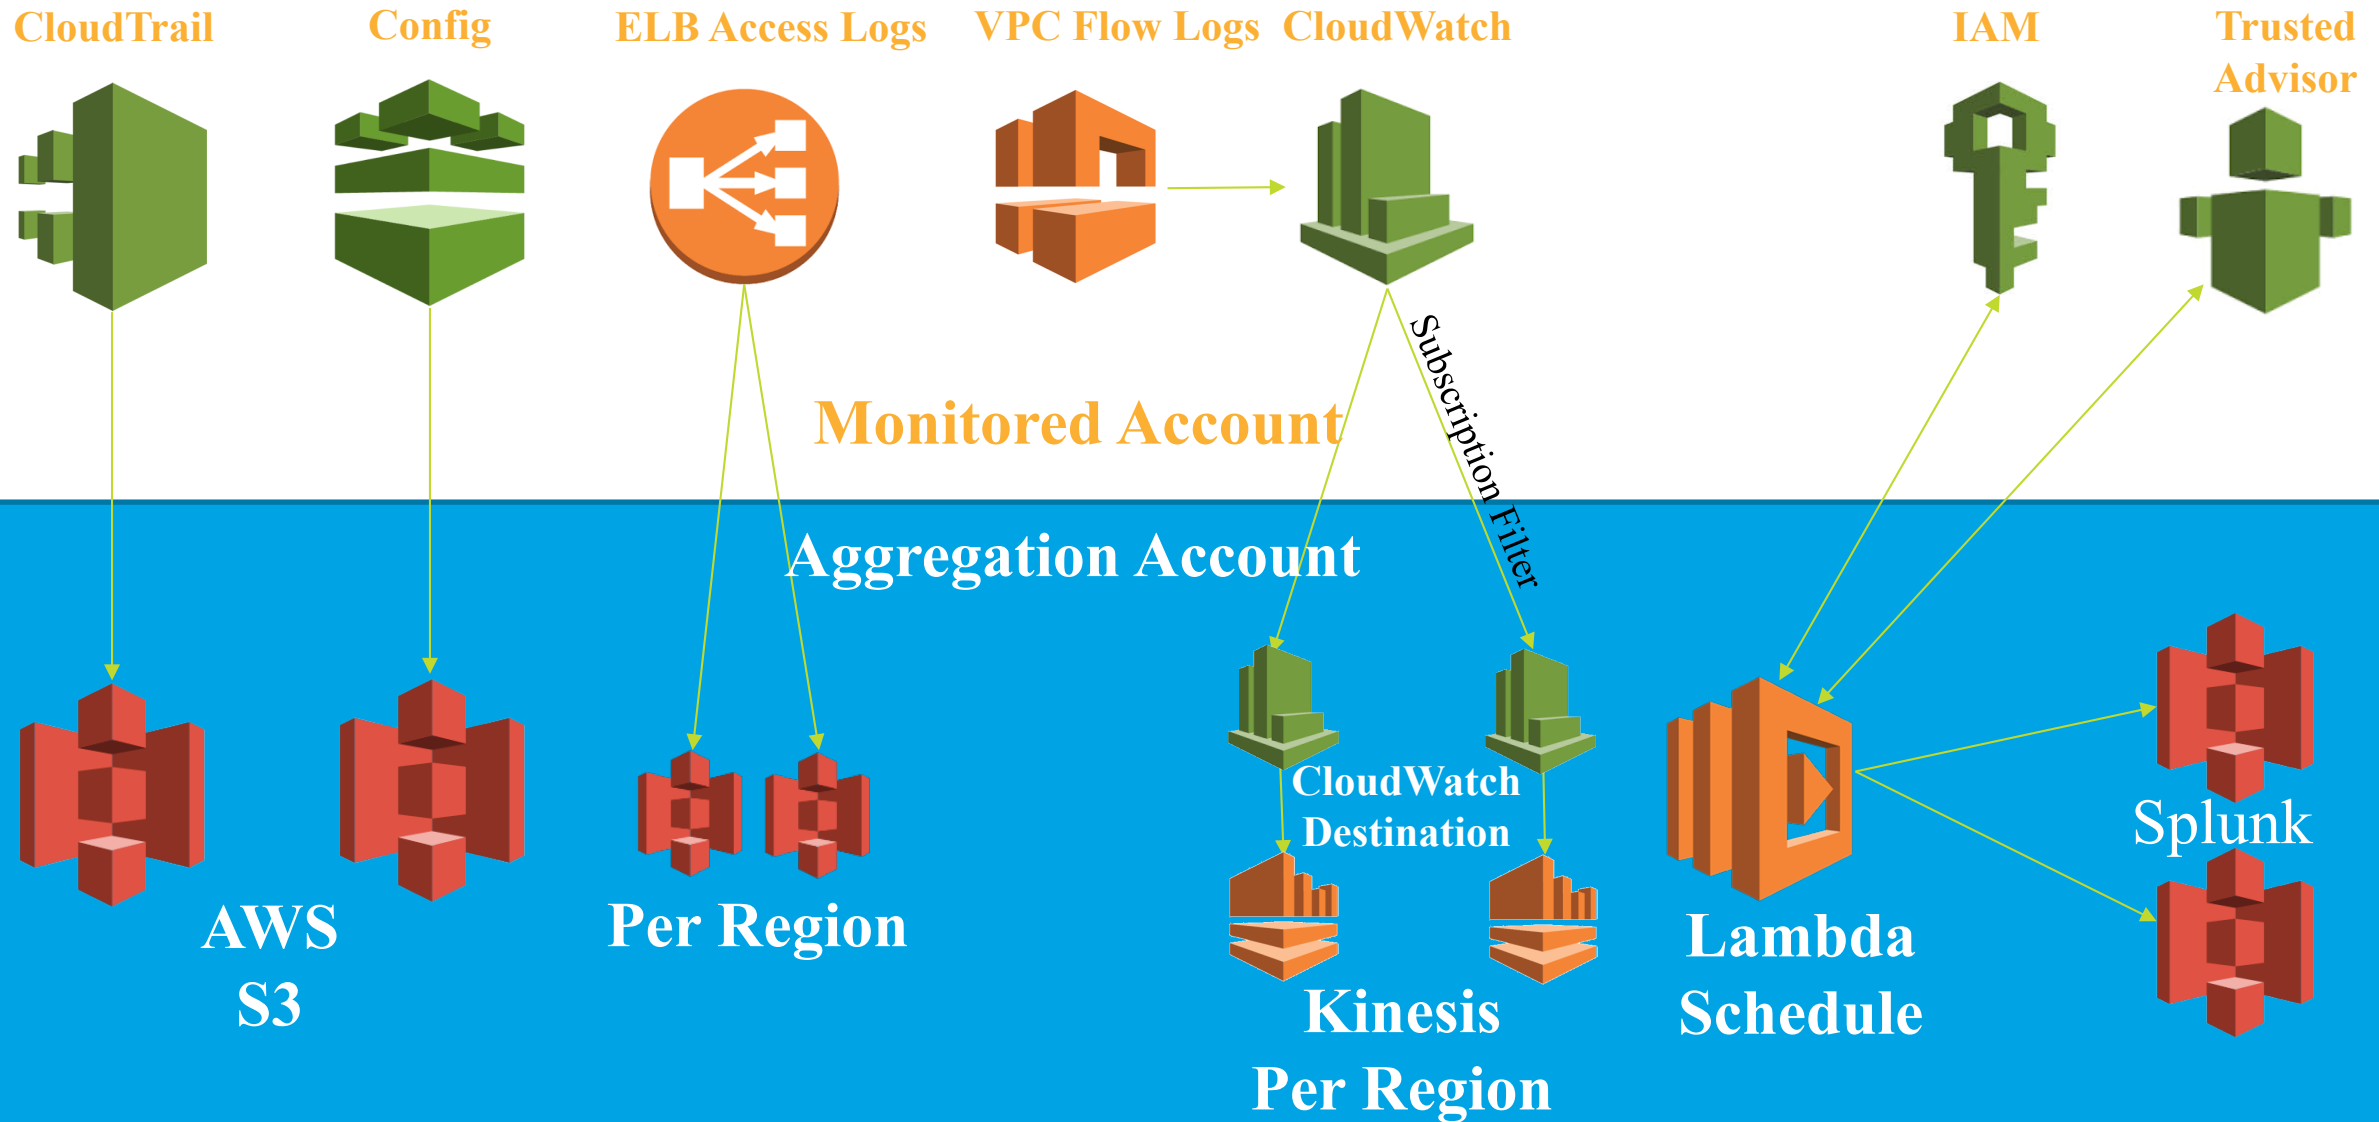 CloudTrail
Config
ELB Access Logs
VPC Flow Logs
CloudWatch
IAM
Trusted
Advisor
Subscription Filter
Monitored Account
Aggregation Account
CloudWatch
Destination
Splunk
AWS
S3
Per Region
Kinesis
Per Region
Lambda
Schedule